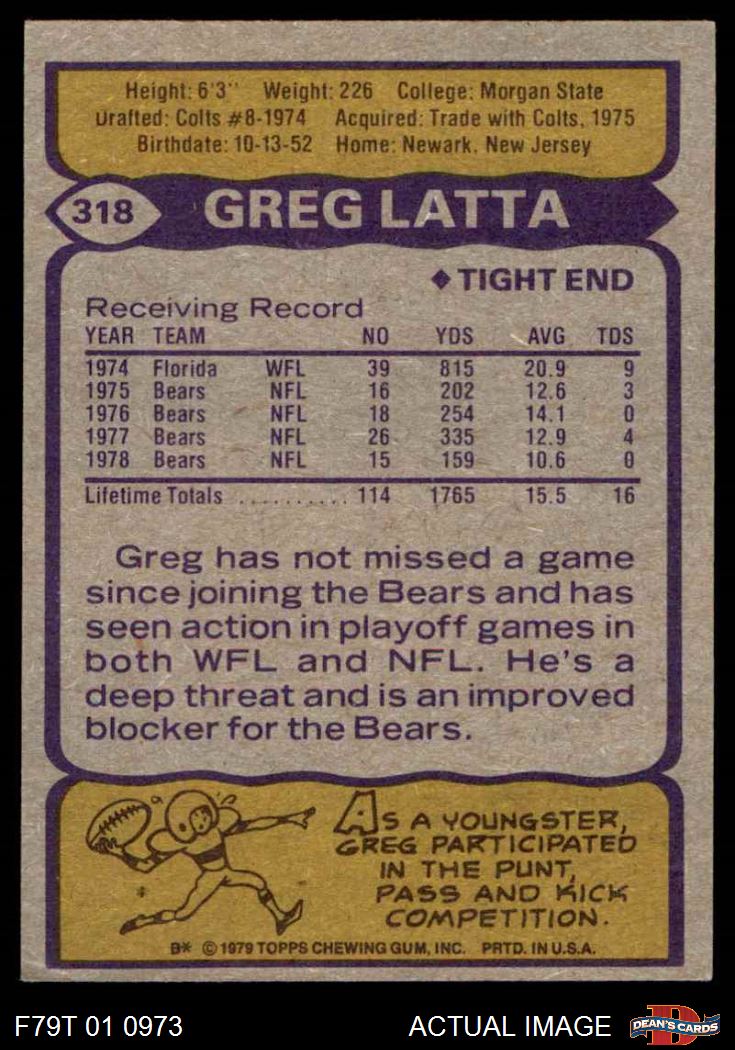 Height: 6'3" Weight: 226 College: Morgan State
Drafted: Colts #8-1974 Acquired: Trade with Colts, 1975
Birthdate: 10-13-52 Home: Newark, New Jersey
318 GREG LATTA
◆ TIGHT END
Receiving Record
YEAR TEAM NO YDS AVG TDS
1974 Florida WFL 39 815 20.9 9
1975 Bears NFL 16 202 12.6 3
1976 Bears NFL 18 254 14.1 0
1977 Bears NFL 26 335 12.9 4
1978 Bears NFL 15 159 10.6 0
Lifetime Totals .......... 114 1765 15.5 16
Greg has not missed a game
since joining the Bears and has
seen action in playoff games in
both WFL and NFL. He's a
deep threat and is an improved
blocker for the Bears.
AS A YOUNGSTER,
GREG PARTICIPATED
IN THE PUNT,
PASS AND KICK
COMPETITION.
B* © 1979 TOPPS CHEWING GUM, INC. PRTD. IN U.S.A.
F79T 01 0973 ACTUAL IMAGE D DEAN'S CARDS